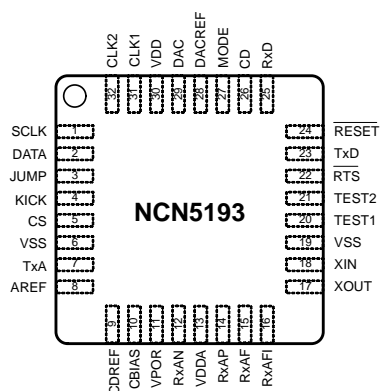 CLK2
CLK1
VDD
DAC
DACREF
MODE
CD
RxD
32
31
30
29
28
27
26
25
SCLK 1
DATA 2
JUMP 3
KICK 4
CS 5
VSS 6
TxA 7
AREF 8
NCN5193
24 RESET
23 TxD
22 RTS
21 TEST2
20 TEST1
19 VSS
18 XIN
17 XOUT
9
10
11
12
13
14
15
16
CDREF
CBIAS
VPOR
RxAN
VDDA
RxAP
RxAF
RxAFI